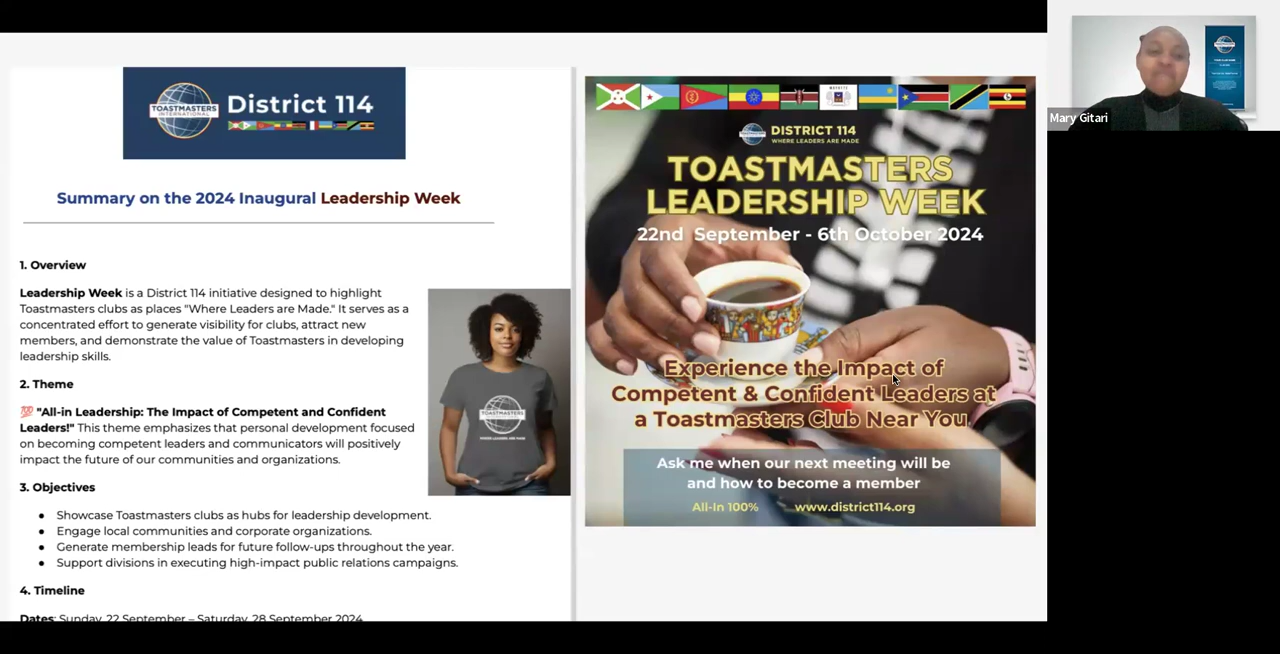 TOASTMASTERS
INTERNATIONAL
District 114
Summary on the 2024 Inaugural Leadership Week
1. Overview
Leadership Week is a District 114 initiative designed to highlight
Toastmasters clubs as places "Where Leaders are Made." It serves as a
concentrated effort to generate visibility for clubs, attract new
members, and demonstrate the value of Toastmasters in developing
leadership skills.
2. Theme
💯 "All-in Leadership: The Impact of Competent and Confident
Leaders!" This theme emphasizes that personal development focused
on becoming competent leaders and communicators will positively
impact the future of our communities and organizations.
TOASTMASTERS
3. Objectives
● Showcase Toastmasters clubs as hubs for leadership development.
● Engage local communities and corporate organizations.
● Generate membership leads for future follow-ups throughout the year.
● Support divisions in executing high-impact public relations campaigns.
4. Timeline
Dates: Sunday, 22 September – Saturday, 28 September 2024
MAYOTTE
DISTRICT 114
WHERE LEADERS ARE MADE
TOASTMASTERS
LEADERSHIP WEEK
22nd September - 6th October 2024
Experience the Impact of
Competent & Confident Leaders at
a Toastmasters Club Near You
Ask me when our next meeting will be
and how to become a member
All-In 100% www.district114.org
Mary Gitari